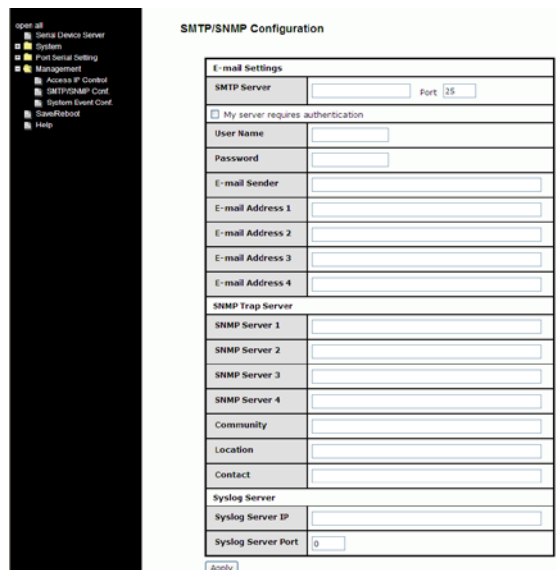 open all
Serial Device Server
System
Port Serial Setting
Management
Access IP Control
SMTP/SNMP Conf.
System Event Conf.
Save/Reboot
Help
SMTP/SNMP Configuration
E-mail Settings
SMTP Server Port 25
My server requires authentication
User Name
Password
E-mail Sender
E-mail Address 1
E-mail Address 2
E-mail Address 3
E-mail Address 4
SNMP Trap Server
SNMP Server 1
SNMP Server 2
SNMP Server 3
SNMP Server 4
Community
Location
Contact
Syslog Server
Syslog Server IP
Syslog Server Port 0
Apply